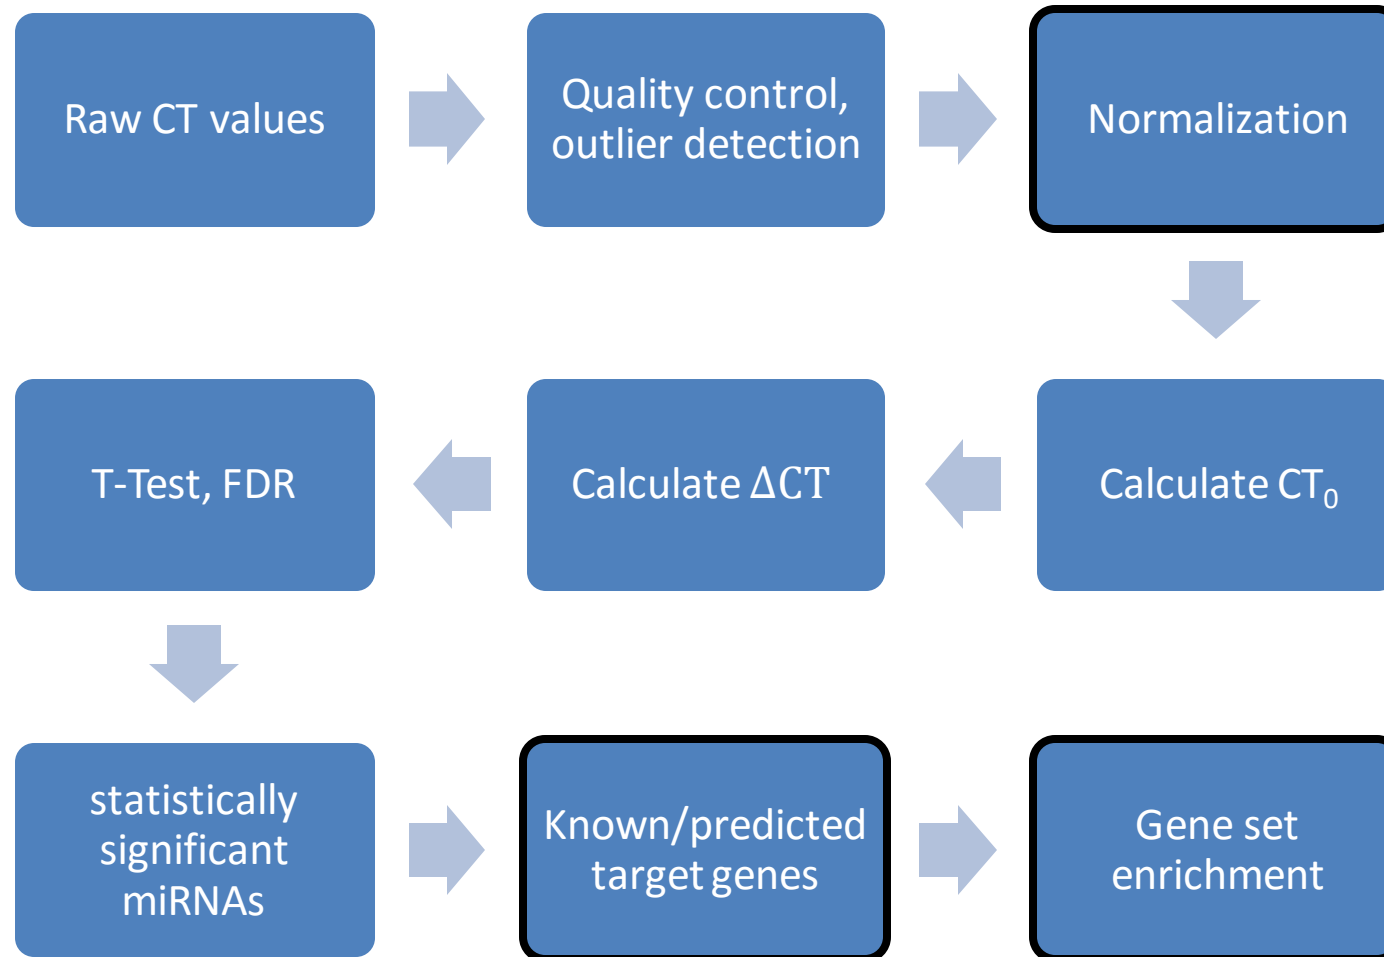 Raw CT values
Quality control,
outlier detection
Normalization
T-Test, FDR
Calculate ΔCT
Calculate CT₀
statistically
significant
miRNAs
Known/predicted
target genes
Gene set
enrichment